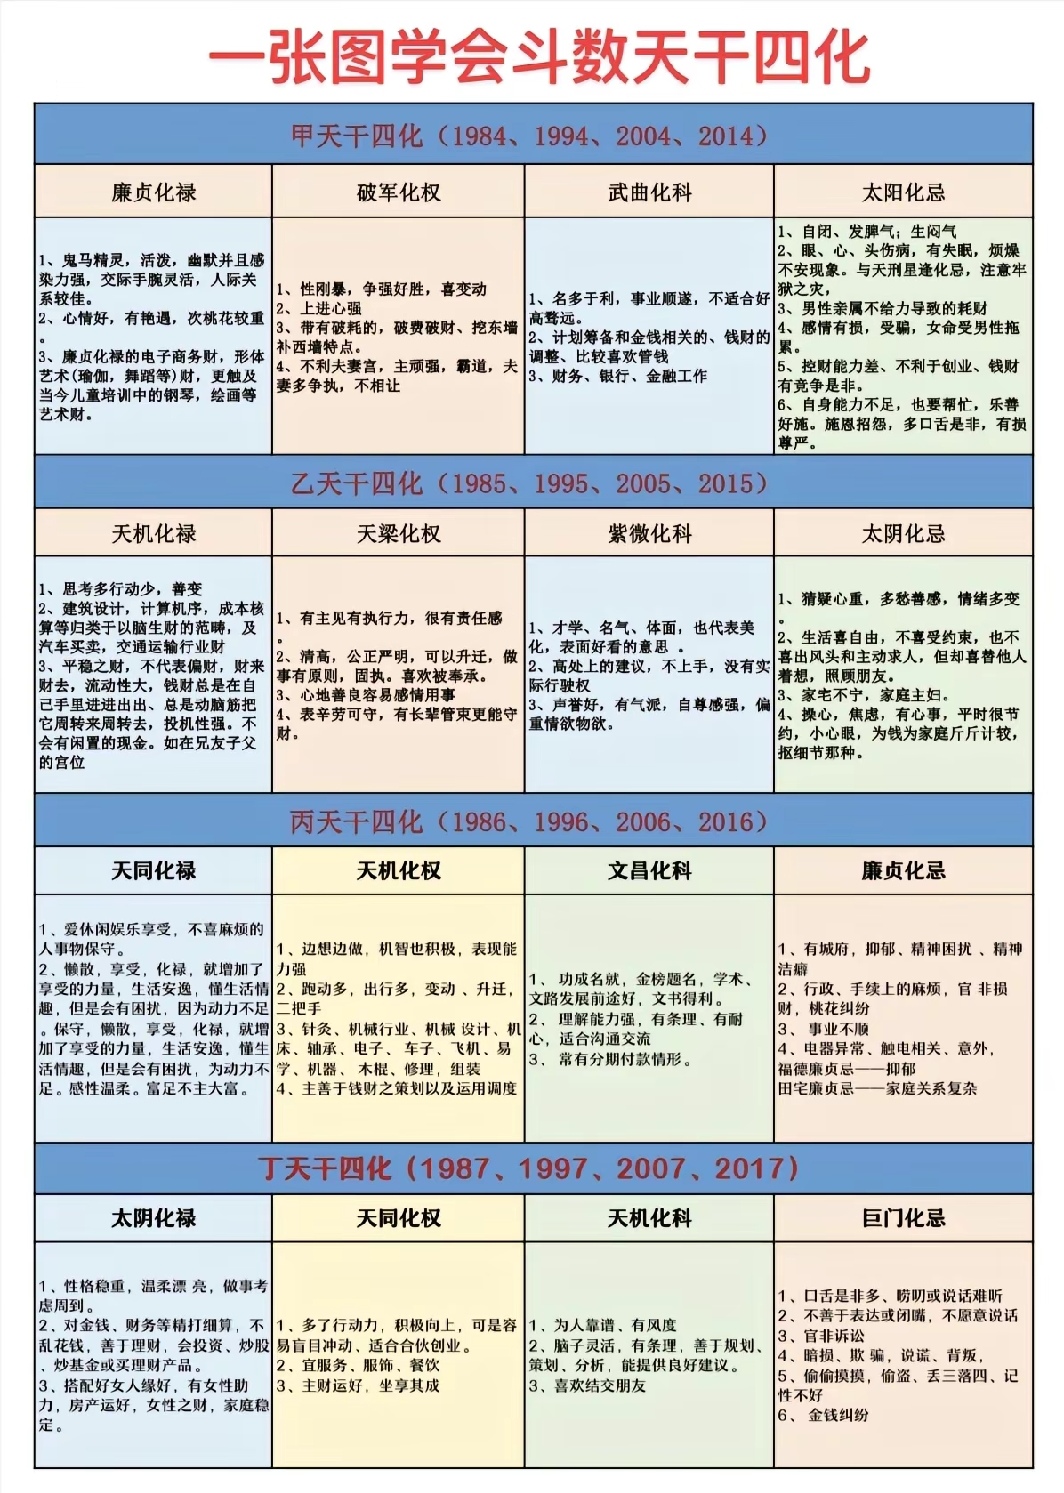 一张图学会斗数天干四化
甲天干四化（1984、1994、2004、2014）
廉贞化禄
破军化权
武曲化科
太阳化忌
1、鬼马精灵，活泼，幽默并且感
染力强，交际手腕灵活，人际关
系较佳。
2、心情好，有艳遇，次桃花较重
。
3、廉贞化禄的电子商务财，形体
艺术(瑜伽，舞蹈等)财，更触及
当今儿童培训中的钢琴，绘画等
艺术财。
1、性刚暴，争强好胜，喜变动
2、上进心强
3、带有破耗的，破费破财、挖东墙
补西墙特点。
4、不利夫妻宫，主顽强，霸道，夫
妻多争执，不相让
1、名多于利，事业顺遂，不适合好
高骛远。
2、计划筹备和金钱相关的、钱财的
调整、比较喜欢管钱
3、财务、银行、金融工作
1、自闭、发脾气；生闷气
2、眼、心、头伤病，有失眠，烦燥
不安现象。与天刑星逢化忌，注意牢
狱之灾，
3、男性亲属不给力导致的耗财
4、感情有损，受骗，女命受男性拖
累。
5、控财能力差、不利于创业、钱财
有竞争是非。
6、自身能力不足，也要帮忙，乐善
好施。施恩招怨，多口舌是非，有损
尊严。
乙天干四化（1985、1995、2005、2015）
天机化禄
天梁化权
紫微化科
太阴化忌
1、思考多行动少，善变
2、建筑设计，计算机序，成本核
算等归类于以脑生财的范畴，及
汽车买卖，交通运输行业财
3、平稳之财，不代表偏财，财来
财去，流动性大，钱财总是在自
已手里进进出出、总是动脑筋把
它周转来周转去，投机性强。不
会有闲置的现金。如在兄友子父
的宫位
1、有主见有执行力，很有责任感
。
2、清高，公正严明，可以升迁，做
事有原则，固执。喜欢被奉承。
3、心地善良容易感情用事
4、表辛劳可守，有长辈管束更能守
财。
1、才学、名气、体面，也代表美
化，表面好看的意思 。
2、高处上的建议，不上手，没有实
际行驶权
3、声誉好，有气派，自尊感强，偏
重情欲物欲。
1、猜疑心重，多愁善感，情绪多变
。
2、生活喜自由，不喜受约束，也不
喜出风头和主动求人，但却喜替他人
着想，照顾朋友。
3、家宅不宁，家庭主妇。
4、操心，焦虑，有心事，平时很节
约，小心眼，为钱为家庭斤斤计较，
抠细节那种。
丙天干四化（1986、1996、2006、2016）
天同化禄
天机化权
文昌化科
廉贞化忌
1、爱休闲娱乐享受，不喜麻烦的
人事物保守。
2、懒散，享受，化禄，就增加了
享受的力量，生活安逸，懂生活情
趣，但是会有困扰，因为动力不足
。保守，懒散，享受，化禄，就增
加了享受的力量，生活安逸，懂生
活情趣，但是会有困扰，为动力不
足。感性温柔。富足不主大富。
1、边想边做，机智也积极，表现能
力强
2、跑动多，出行多，变动 、升迁，
二把手
3、针灸、机械行业、机械 设计、机
床、轴承、电子、 车子、飞机、易
学、机器、 木棍、修理，组装
4、主善于钱财之策划以及运用调度
1、 功成名就，金榜题名，学术、
文路发展前途好，文书得利。
2、 理解能力强，有条理、有耐
心，适合沟通交流
3、 常有分期付款情形。
1、有城府，抑郁、精神困扰 、精神
洁癖
2、行政、手续上的麻烦，官 非损
财，桃花纠纷
3、 事业不顺
4、电器异常、触电相关、意外，
福德廉贞忌——抑郁
田宅廉贞忌——家庭关系复杂
丁天干四化（1987、1997、2007、2017）
太阴化禄
天同化权
天机化科
巨门化忌
1、性格稳重，温柔漂 亮，做事考
虑周到。
2、对金钱、财务等精打细算，不
乱花钱，善于理财，会投资、炒股
、炒基金或买理财产品。
3、搭配好女人缘好，有女性助
力，房产运好，女性之财，家庭稳
定。
1、多了行动力，积极向上，可是容
易盲目冲动、适合合伙创业。
2、宜服务、服饰、餐饮
3、主财运好，坐享其成
1、为人靠谱、有风度
2、脑子灵活，有条理，善于规划、
策划、分析，能提供良好建议。
3、喜欢结交朋友
1、口舌是非多、唠叨或说话难听
2、不善于表达或闭嘴，不愿意说话
3、官非诉讼
4、暗损、欺 骗，说谎、背叛，
5、偷偷摸摸，偷盗、丢三落四、记
性不好
6、 金钱纠纷